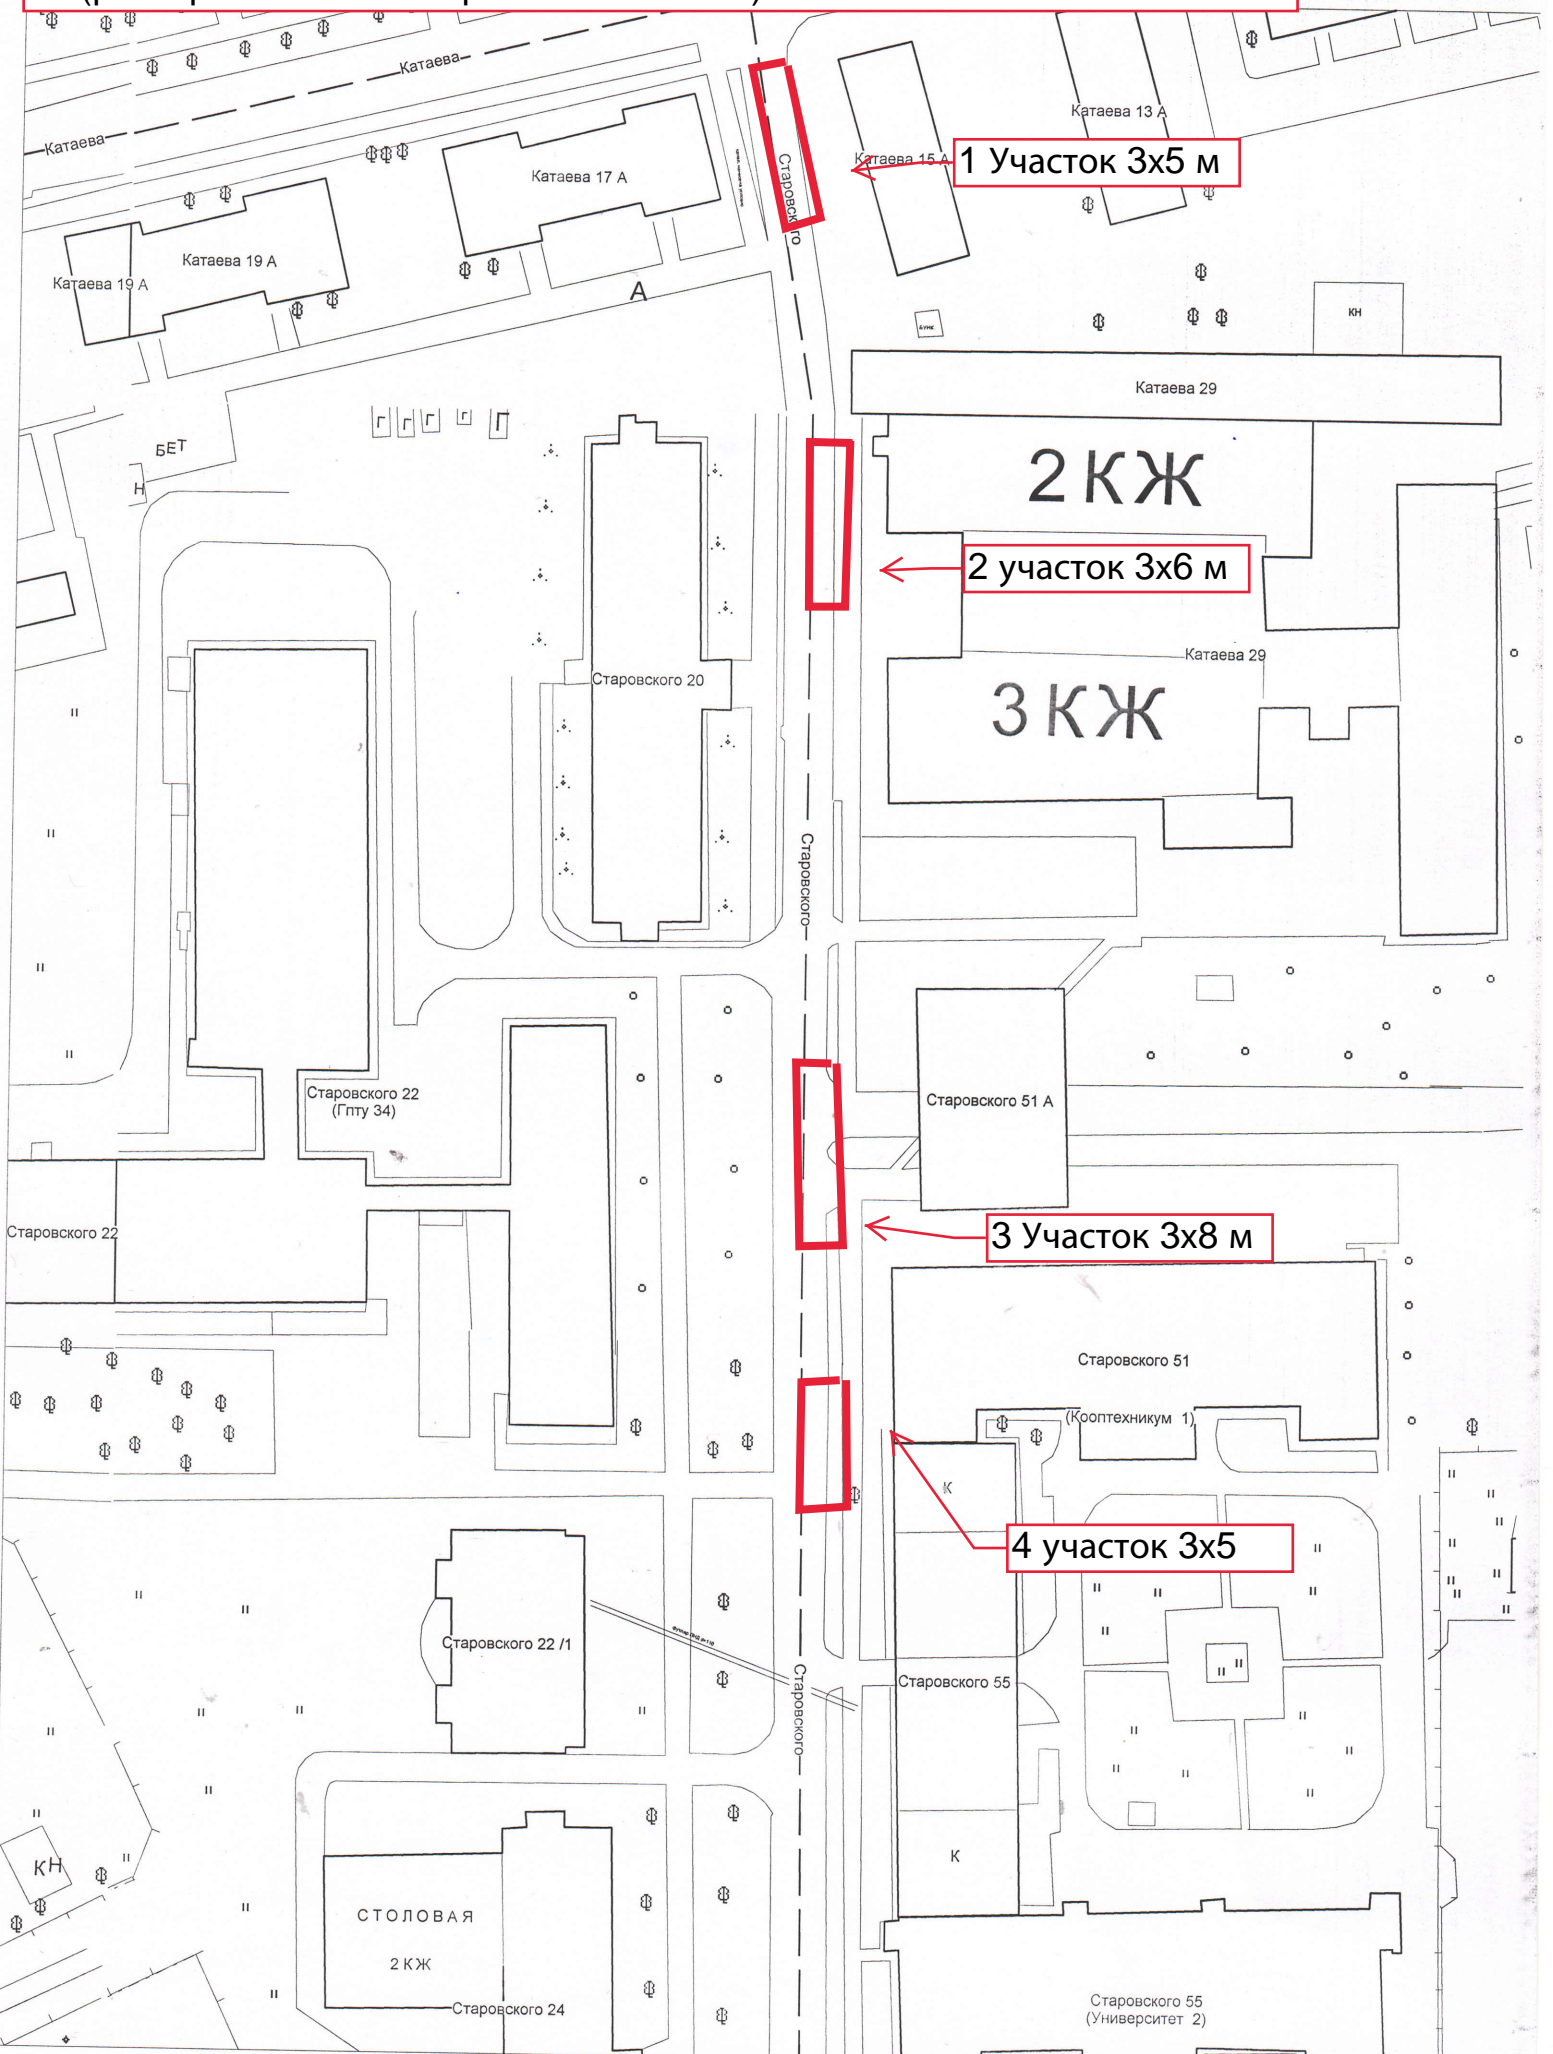 Катаева
Катаева
Катаева 13 А
Катаева 15 А
1 Участок 3х5 м
Старовского
Катаева 17 А
Катаева 19 А
Катаева 19 А
А
КН
Катаева 29
Г
Г
Г
Г
Г
БЕТ
Н
2 КЖ
2 участок 3х6 м
Катаева 29
Старовского 20
3 КЖ
Старовского
Старовского 22
(Гпту 34)
Старовского 51 А
Старовского 22
3 Участок 3х8 м
Старовского 51
(Кооптехникум 1)
К
4 участок 3х5
Старовского 22 /1
Старовского
Старовского 55
К
КН
СТОЛОВАЯ
2 КЖ
Старовского 24
Старовского 55
(Университет 2)